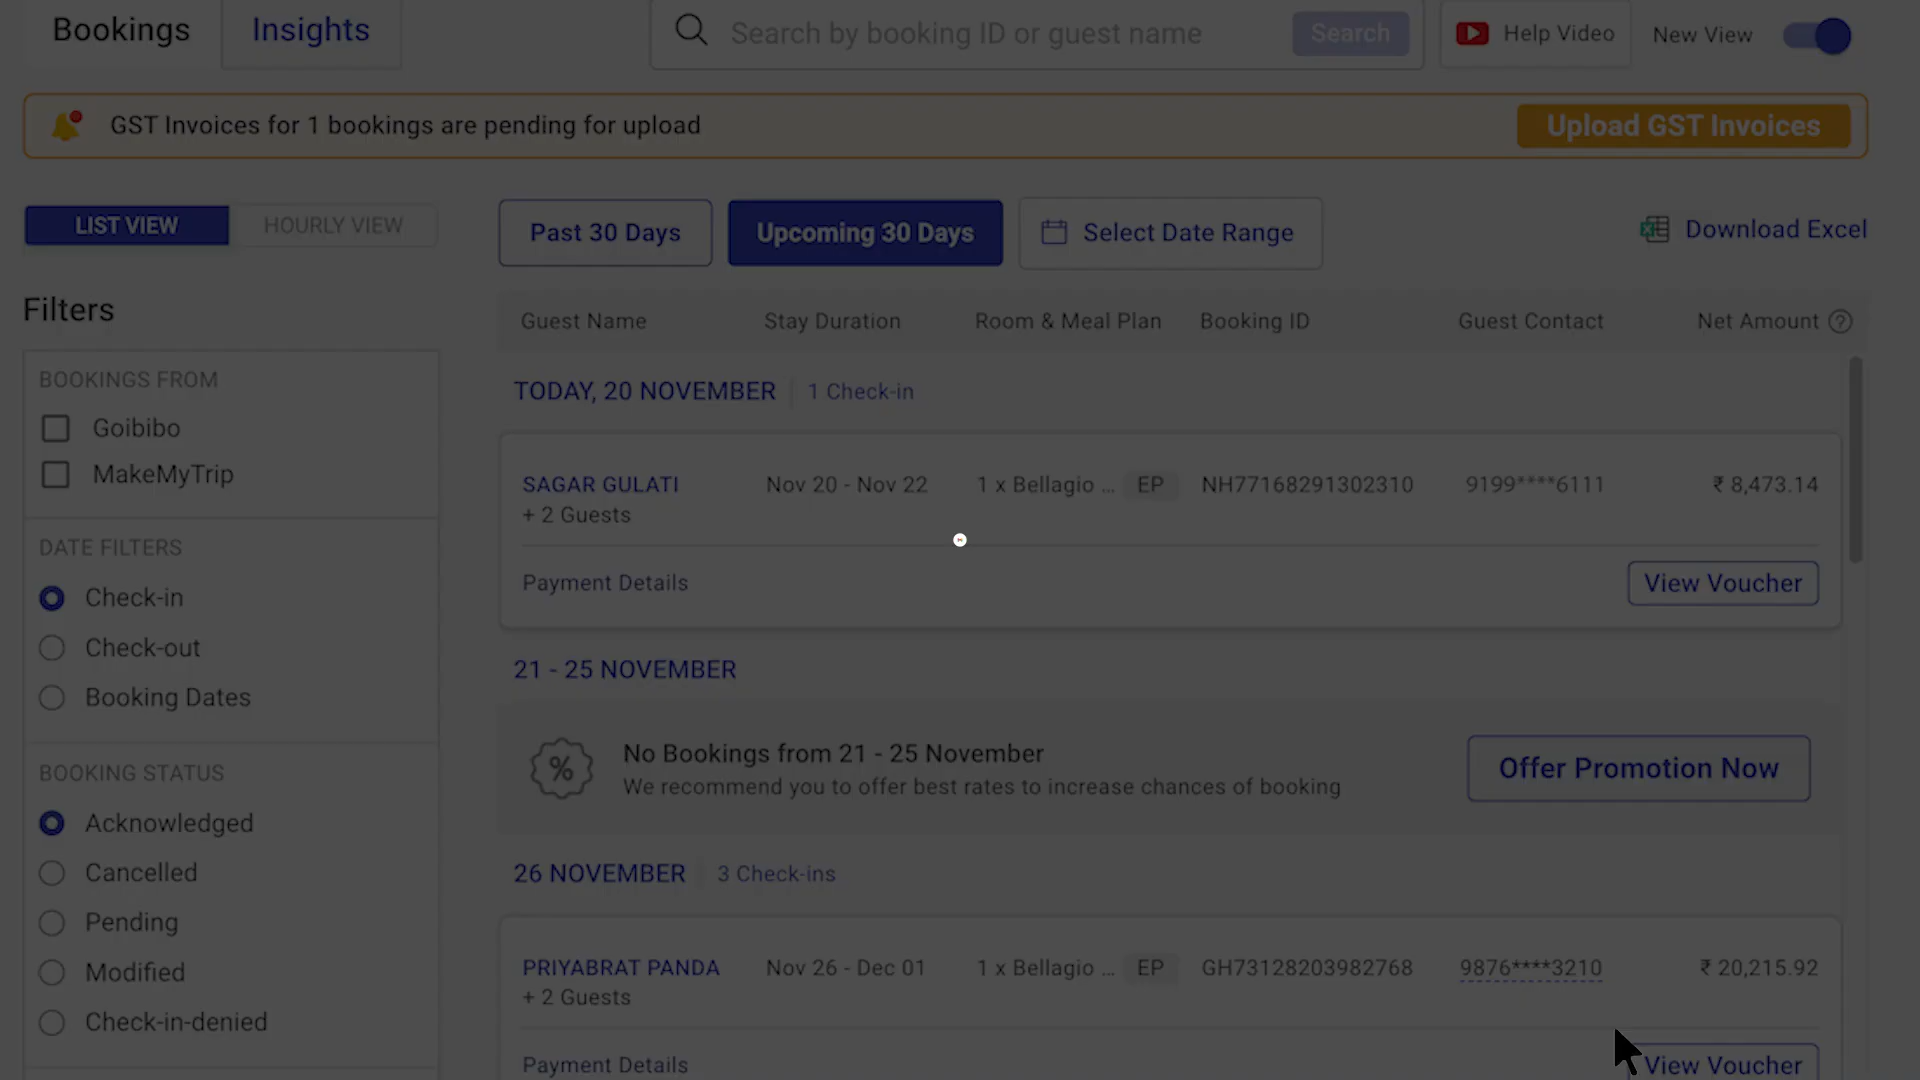 Bookings
Insights
Search by booking ID or guest name
Search
Help Video
New View
GST Invoices for 1 bookings are pending for upload
Upload GST Invoices
LIST VIEW
HOURLY VIEW
Past 30 Days
Upcoming 30 Days
Select Date Range
Download Excel
Filters
BOOKINGS FROM
Goibibo
MakeMyTrip
DATE FILTERS
Check-in
Check-out
Booking Dates
BOOKING STATUS
Acknowledged
Cancelled
Pending
Modified
Check-in-denied
Guest Name Stay Duration Room & Meal Plan Booking ID Guest Contact Net Amount ?
TODAY, 20 NOVEMBER 1 Check-in
SAGAR GULATI Nov 20 - Nov 22 1 x Bellagio ... EP NH77168291302310 9199****6111 ₹ 8,473.14
+ 2 Guests
Payment Details View Voucher
21 - 25 NOVEMBER
% No Bookings from 21 - 25 November
We recommend you to offer best rates to increase chances of booking
Offer Promotion Now
26 NOVEMBER 3 Check-ins
PRIYABRAT PANDA Nov 26 - Dec 01 1 x Bellagio ... EP GH73128203982768 9876****3210 ₹ 20,215.92
+ 2 Guests
Payment Details View Voucher